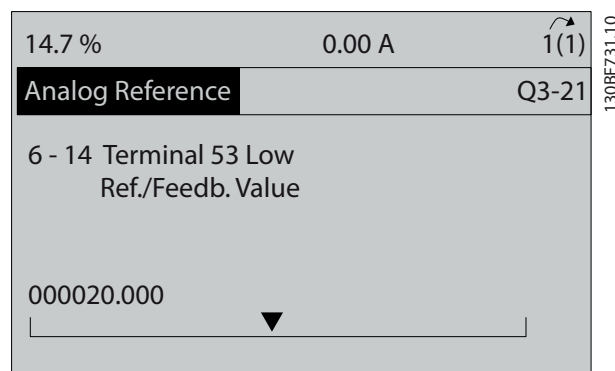 14.7 % 0.00 A 1(1)
Analog Reference Q3-21
6 - 14 Terminal 53 Low
Ref./Feedb. Value
000020.000
130BF731.10